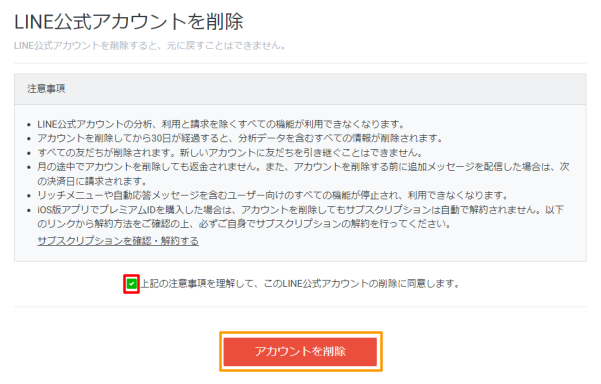 LINE公式アカウントを削除
LINE公式アカウントを削除すると、元に戻すことはできません。
注意事項
• LINE公式アカウントの分析、利用と請求を除くすべての機能が利用できなくなります。
• アカウントを削除してから30日が経過すると、分析データを含むすべての情報が削除されます。
• すべての友だちが削除されます。新しいアカウントに友だちを引き継ぐことはできません。
• 月の途中でアカウントを削除しても返金されません。また、アカウントを削除する前に追加メッセージを配信した場合は、次
の決済日に請求されます。
• リッチメニューや自動応答メッセージを含むユーザー向けのすべての機能が停止され、利用できなくなります。
• iOS版アプリでプレミアムIDを購入した場合は、アカウントを削除してもサブスクリプションは自動で解約されません。以下
のリンクから解約方法をご確認の上、必ずご自身でサブスクリプションの解約を行ってください。
サブスクリプションを確認・解約する
上記の注意事項を理解して、このLINE公式アカウントの削除に同意します。
アカウントを削除